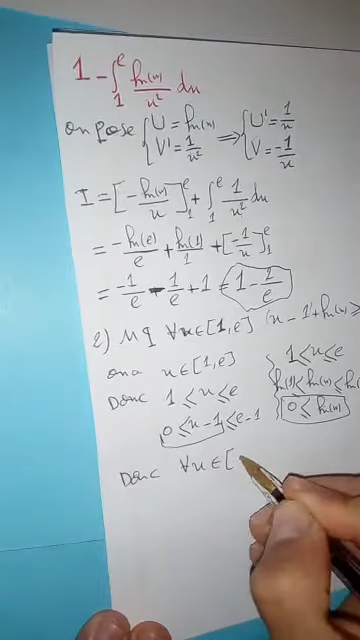 1 - ∫₁ᵉ ln(x)/x² dx
on pose { U = ln(x) V' = 1/x² ⟹ { U' = 1/x V = -1/x
I = [-ln(x)/x]₁ᵉ + ∫₁ᵉ 1/x² dx
= -ln(e)/e + ln(1)/1 + [-1/x]₁ᵉ
= -1/e - 1/e + 1 = 1 - 2/e
2) Mq ∀x∈[1,e] (x - 1) + ln(x) ≥
on a x∈[1,e]
Donc 1 ≤ x ≤ e
0 ≤ x - 1 ≤ e - 1
1 ≤ x ≤ e
ln(1) ≤ ln(x) ≤ ln(
0 ≤ ln(x)
Donc ∀x∈[